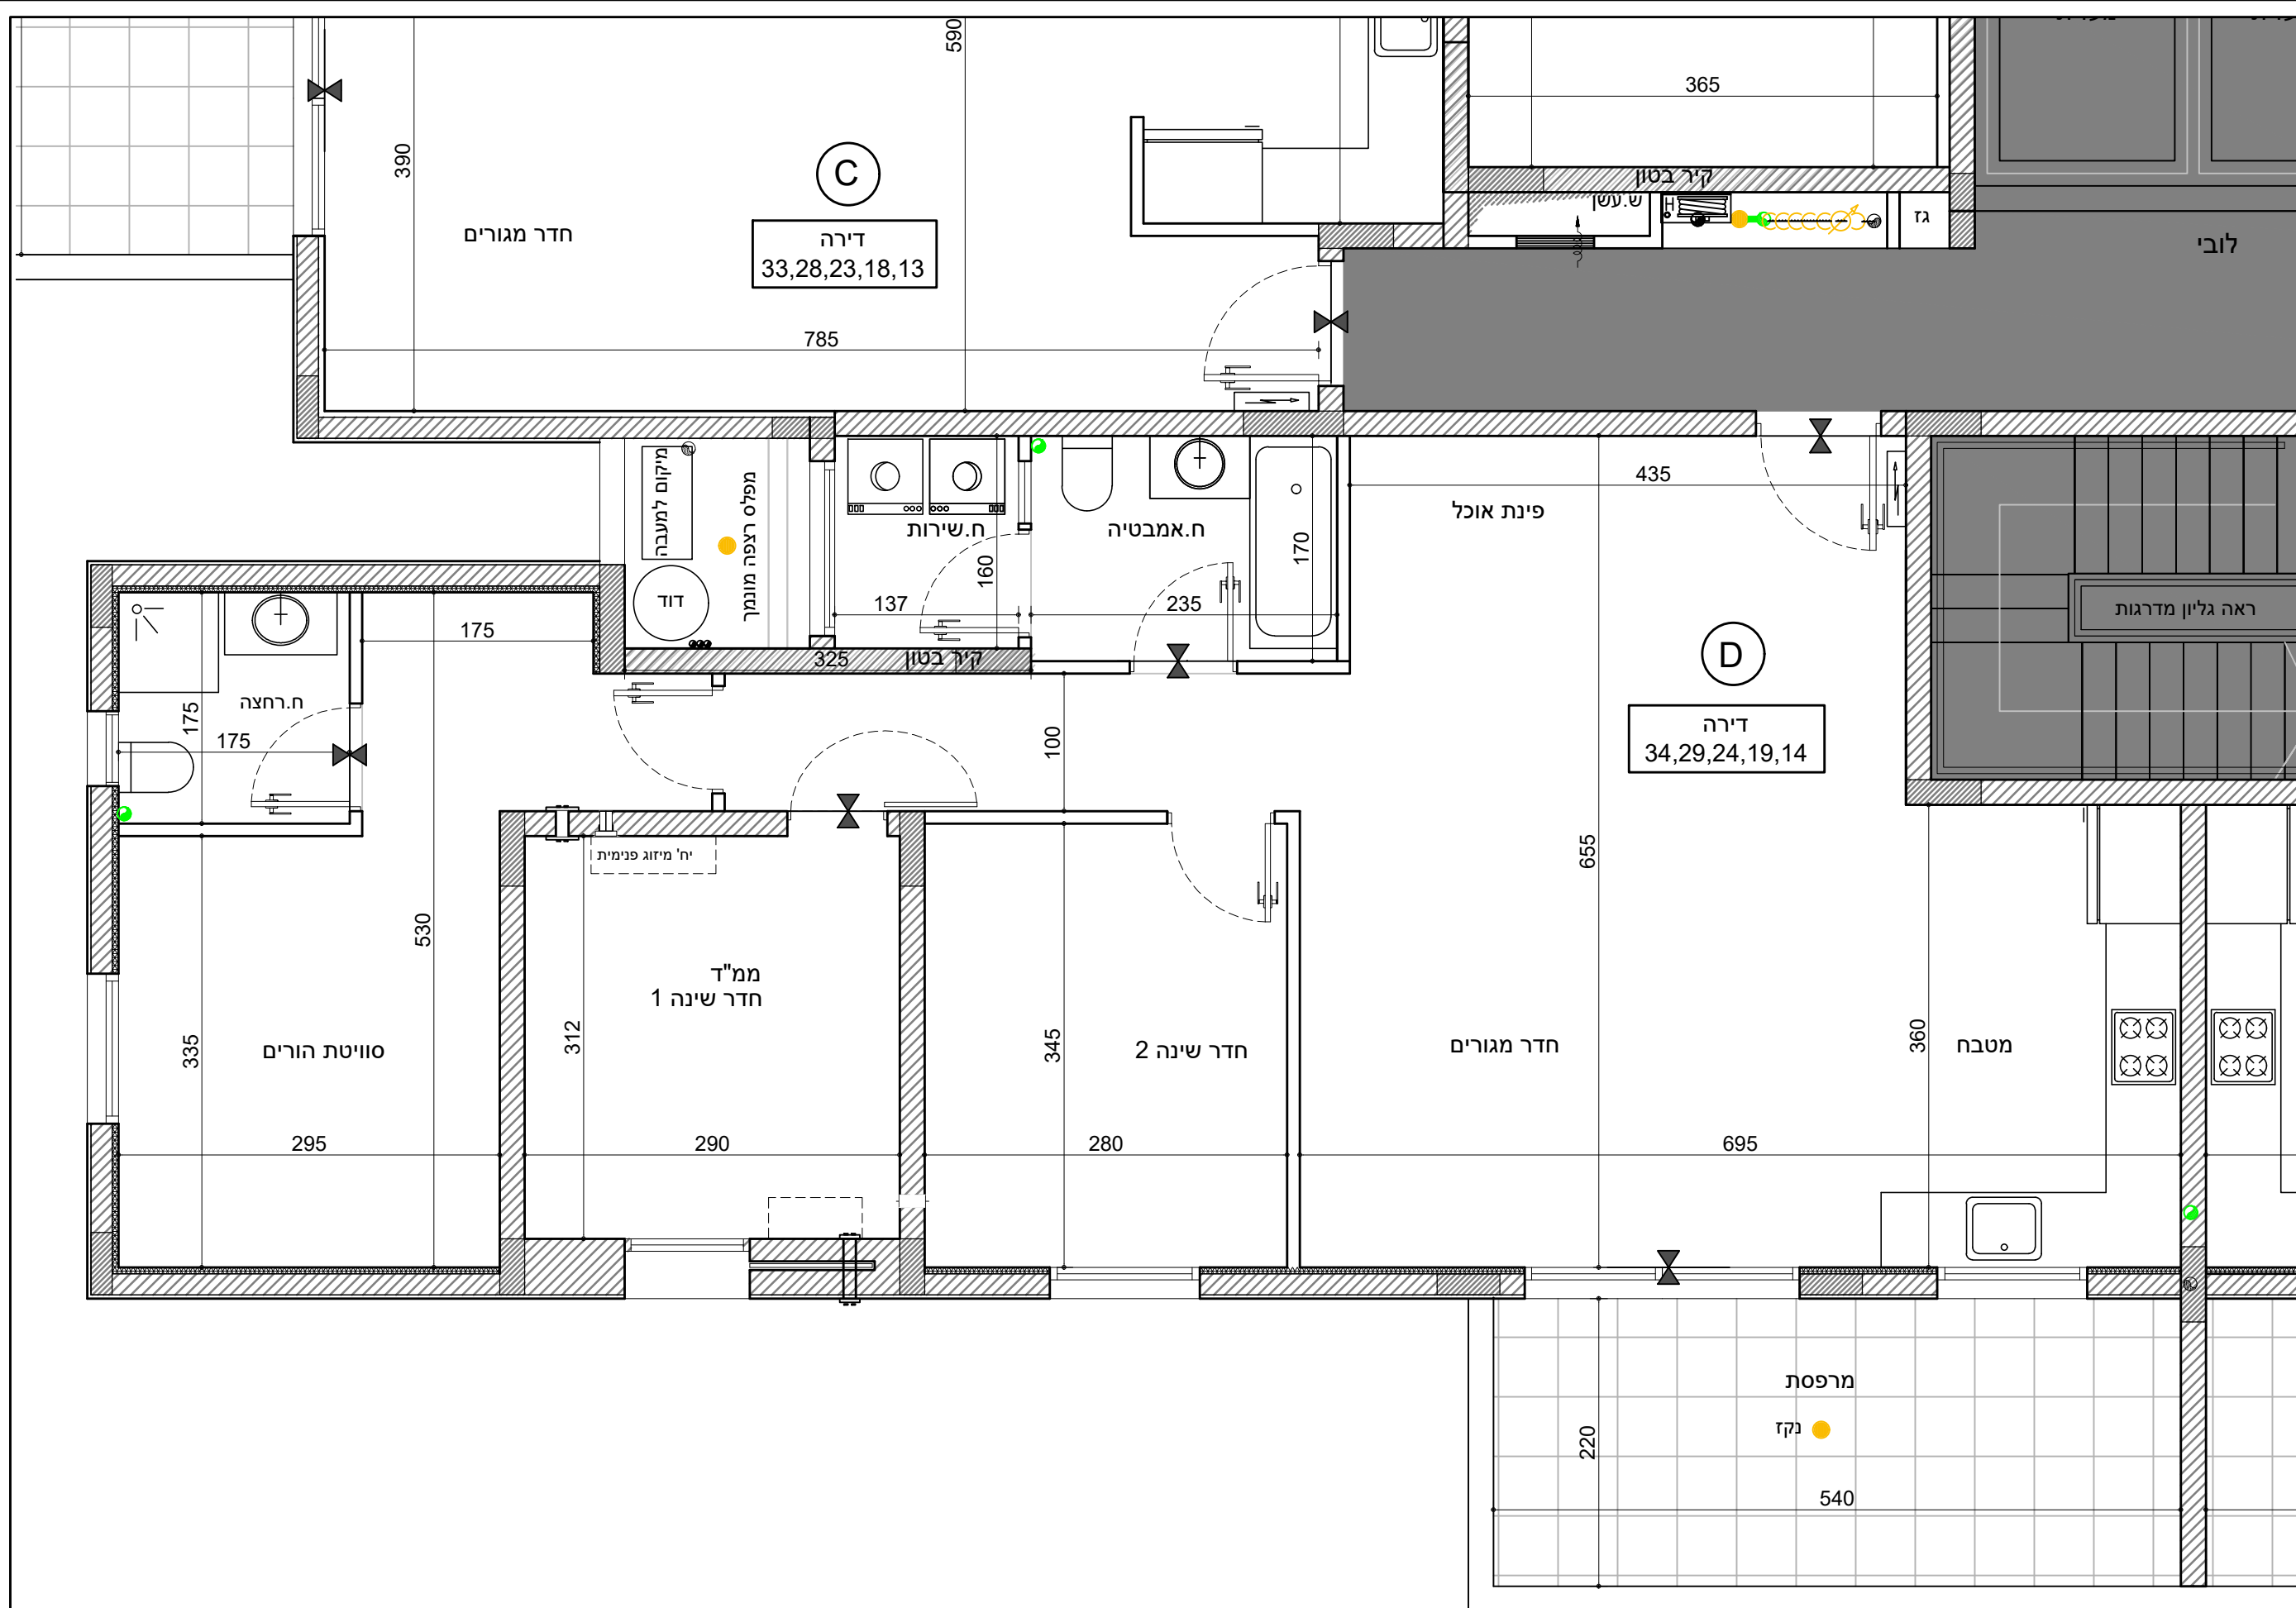 590
365
390
C
קיר בטון
ש.עשן
H
גז
חדר מגורים
דירה
33,28,23,18,13
לובי
785
מיקום למעבה
מפלס רצפה מונמך
435
פינת אוכל
ח.שירות
ח.אמבטיה
170
160
דוד
137
235
ראה גליון מדרגות
175
325
קיר בטון
D
ח.רחצה
175
175
100
דירה
34,29,24,19,14
יח' מיזוג פנימית
655
530
ממ"ד
חדר שינה 1
335
סוויטת הורים
312
345
חדר שינה 2
חדר מגורים
360
מטבח
295
290
280
695
מרפסת
נקז
220
540